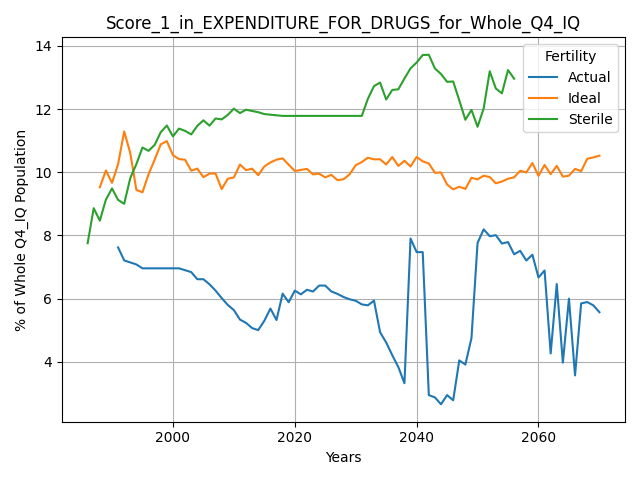 Score_1_in_EXPENDITURE_FOR_DRUGS_for_Whole_Q4_IQ
Fertility
Actual
Ideal
Sterile
% of Whole Q4_IQ Population
14
12
10
8
6
4
2000
2020
2040
2060
Years